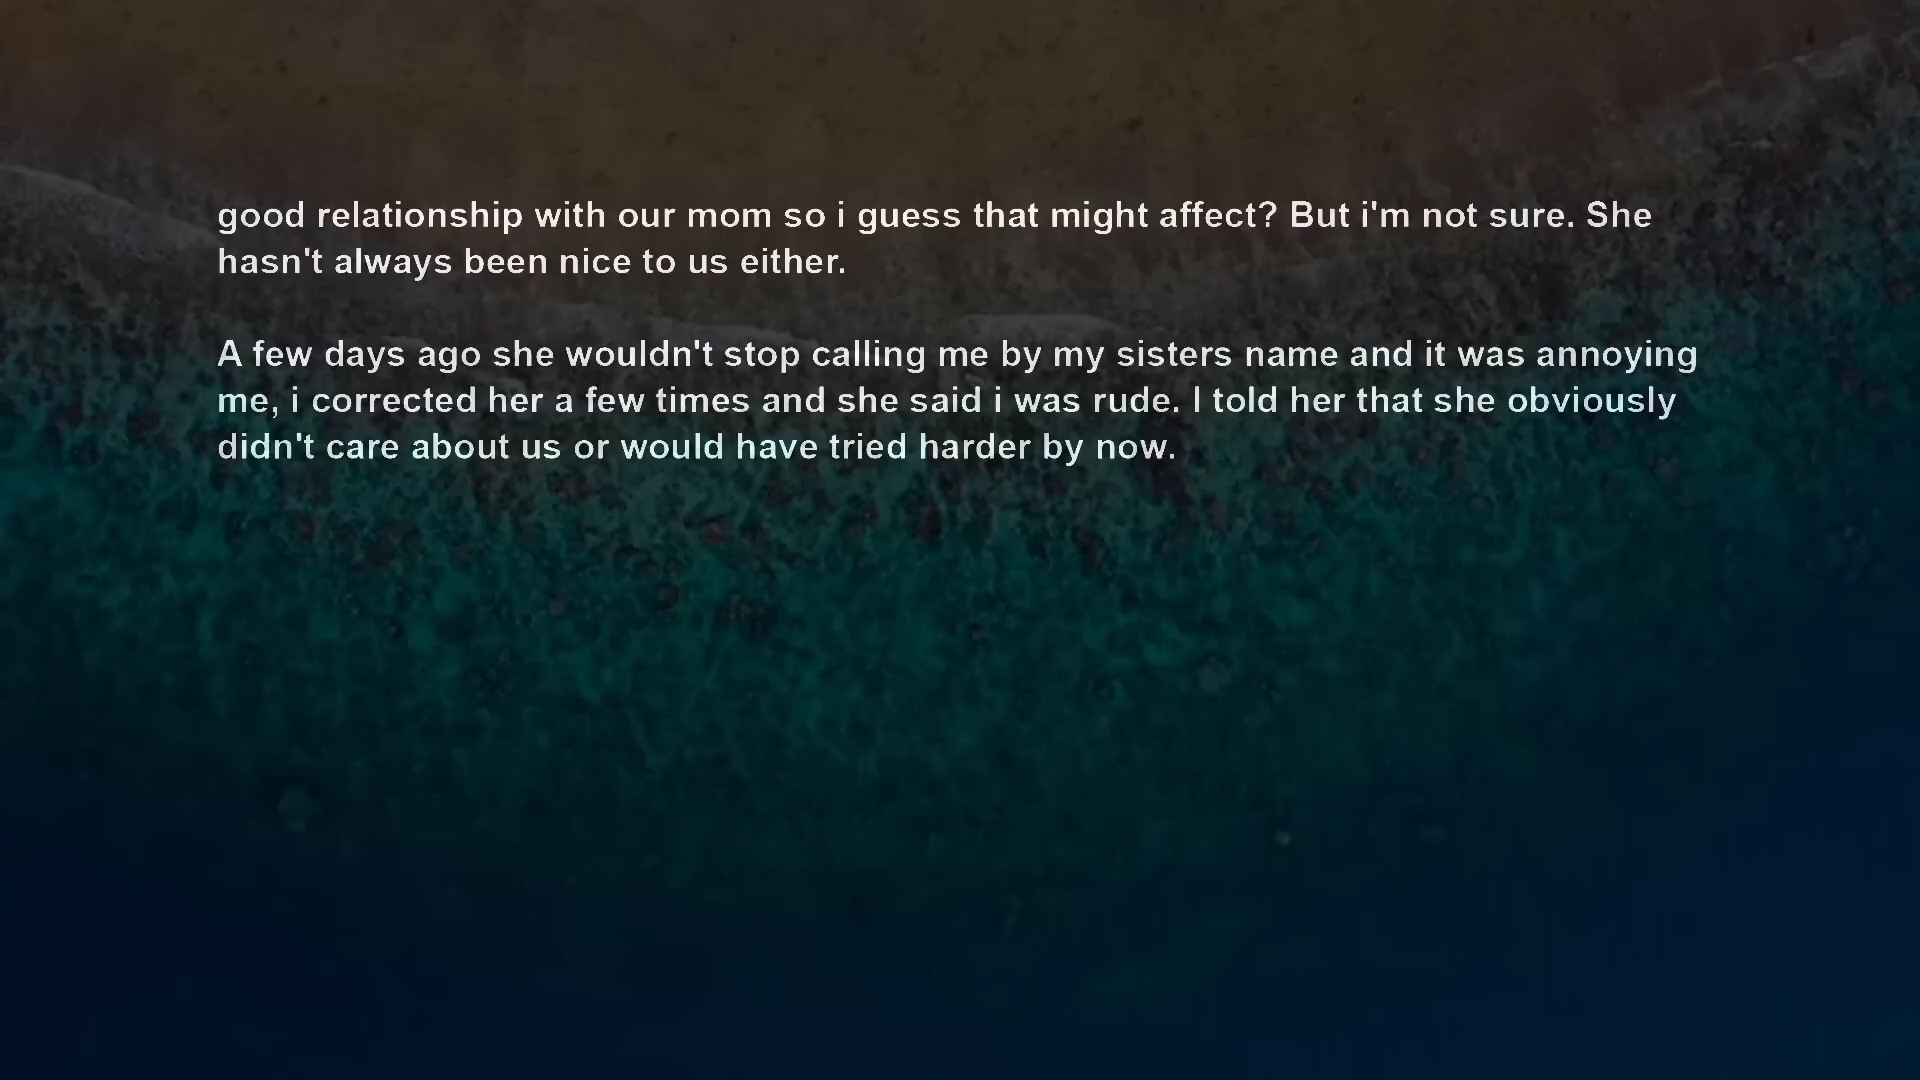 good relationship with our mom so i guess that might affect? But i'm not sure. She
hasn't always been nice to us either.
A few days ago she wouldn't stop calling me by my sisters name and it was annoying
me, i corrected her a few times and she said i was rude. I told her that she obviously
didn't care about us or would have tried harder by now.